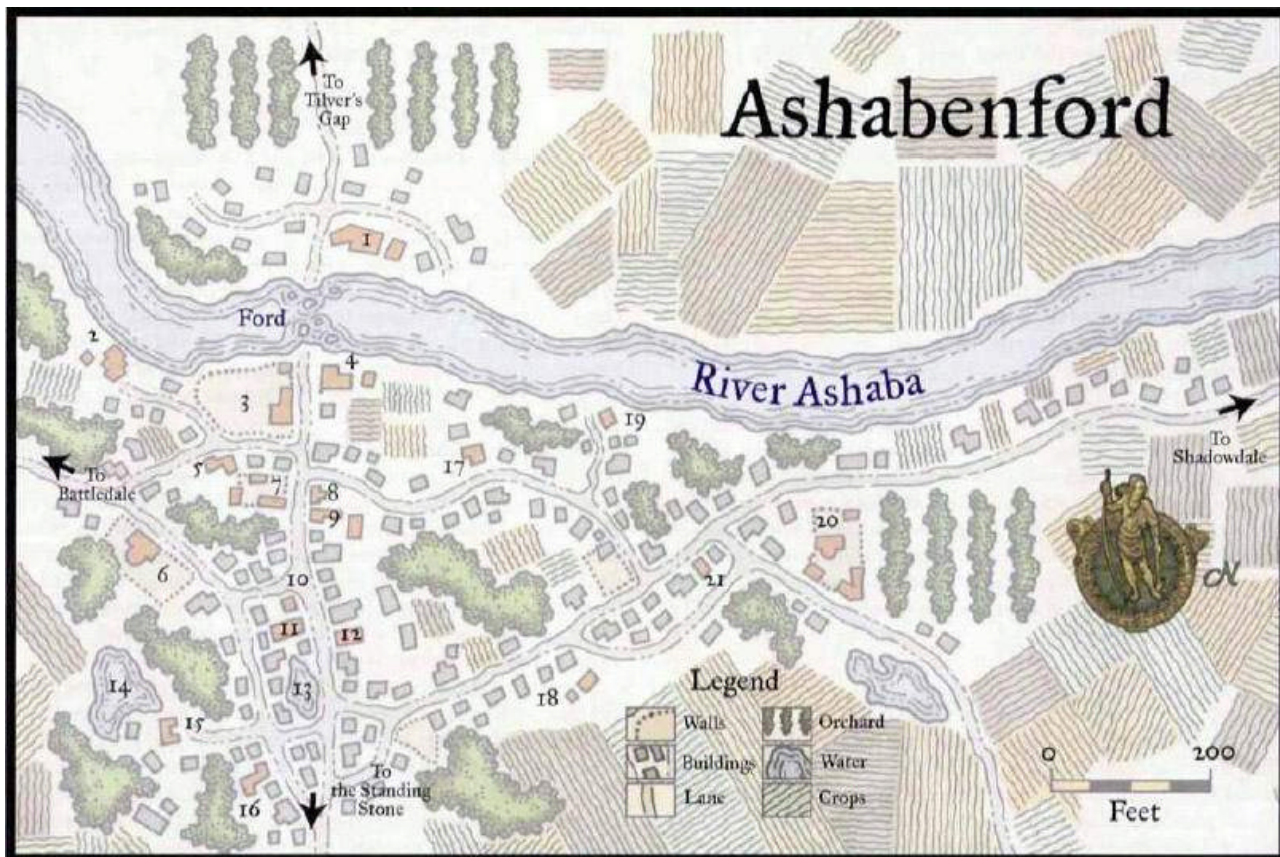 Ashabenford
To
Tilver's
Gap
1
Ford
2
3
4
River Ashaba
19
To
Shadowdale
5
17
To
Battledale
7
8
9
20
N
6
10
21
11
12
14
13
18
15
16
To
the Standing
Stone
Legend
Walls
Orchard
Buildings
Water
Lane
Crops
0 200
Feet